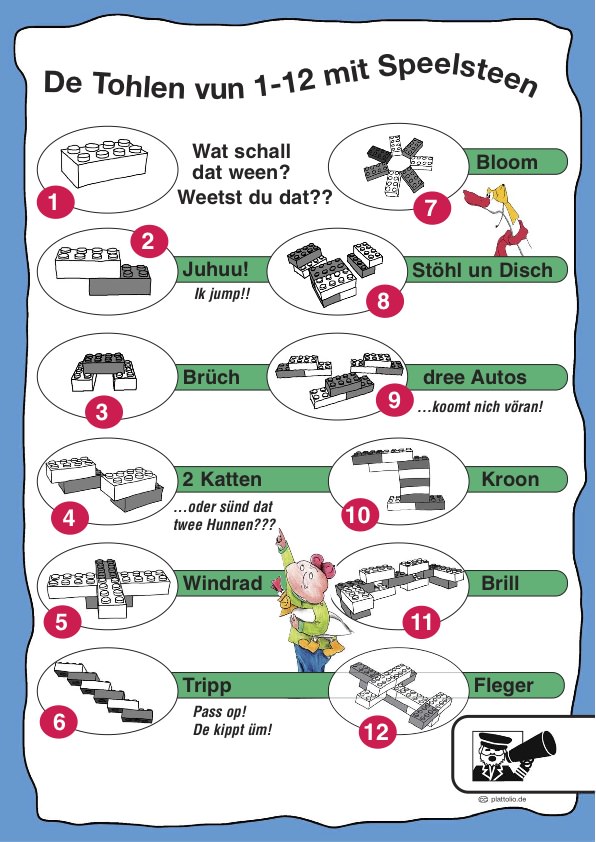 De Tohlen vun 1-12 mit Speelsteen
1
Wat schall
dat ween?
Weetst du dat??
2
Juhuu!
Ik jump!!
3
Brüch
4
2 Katten
...oder sünd dat
twee Hunnen???
5
Windrad
6
Tripp
Pass op!
De kippt üm!
7
Bloom
8
Stöhl un Disch
9
dree Autos
...koomt nich vöran!
10
Kroon
11
Brill
12
Fleger
plattolio.de